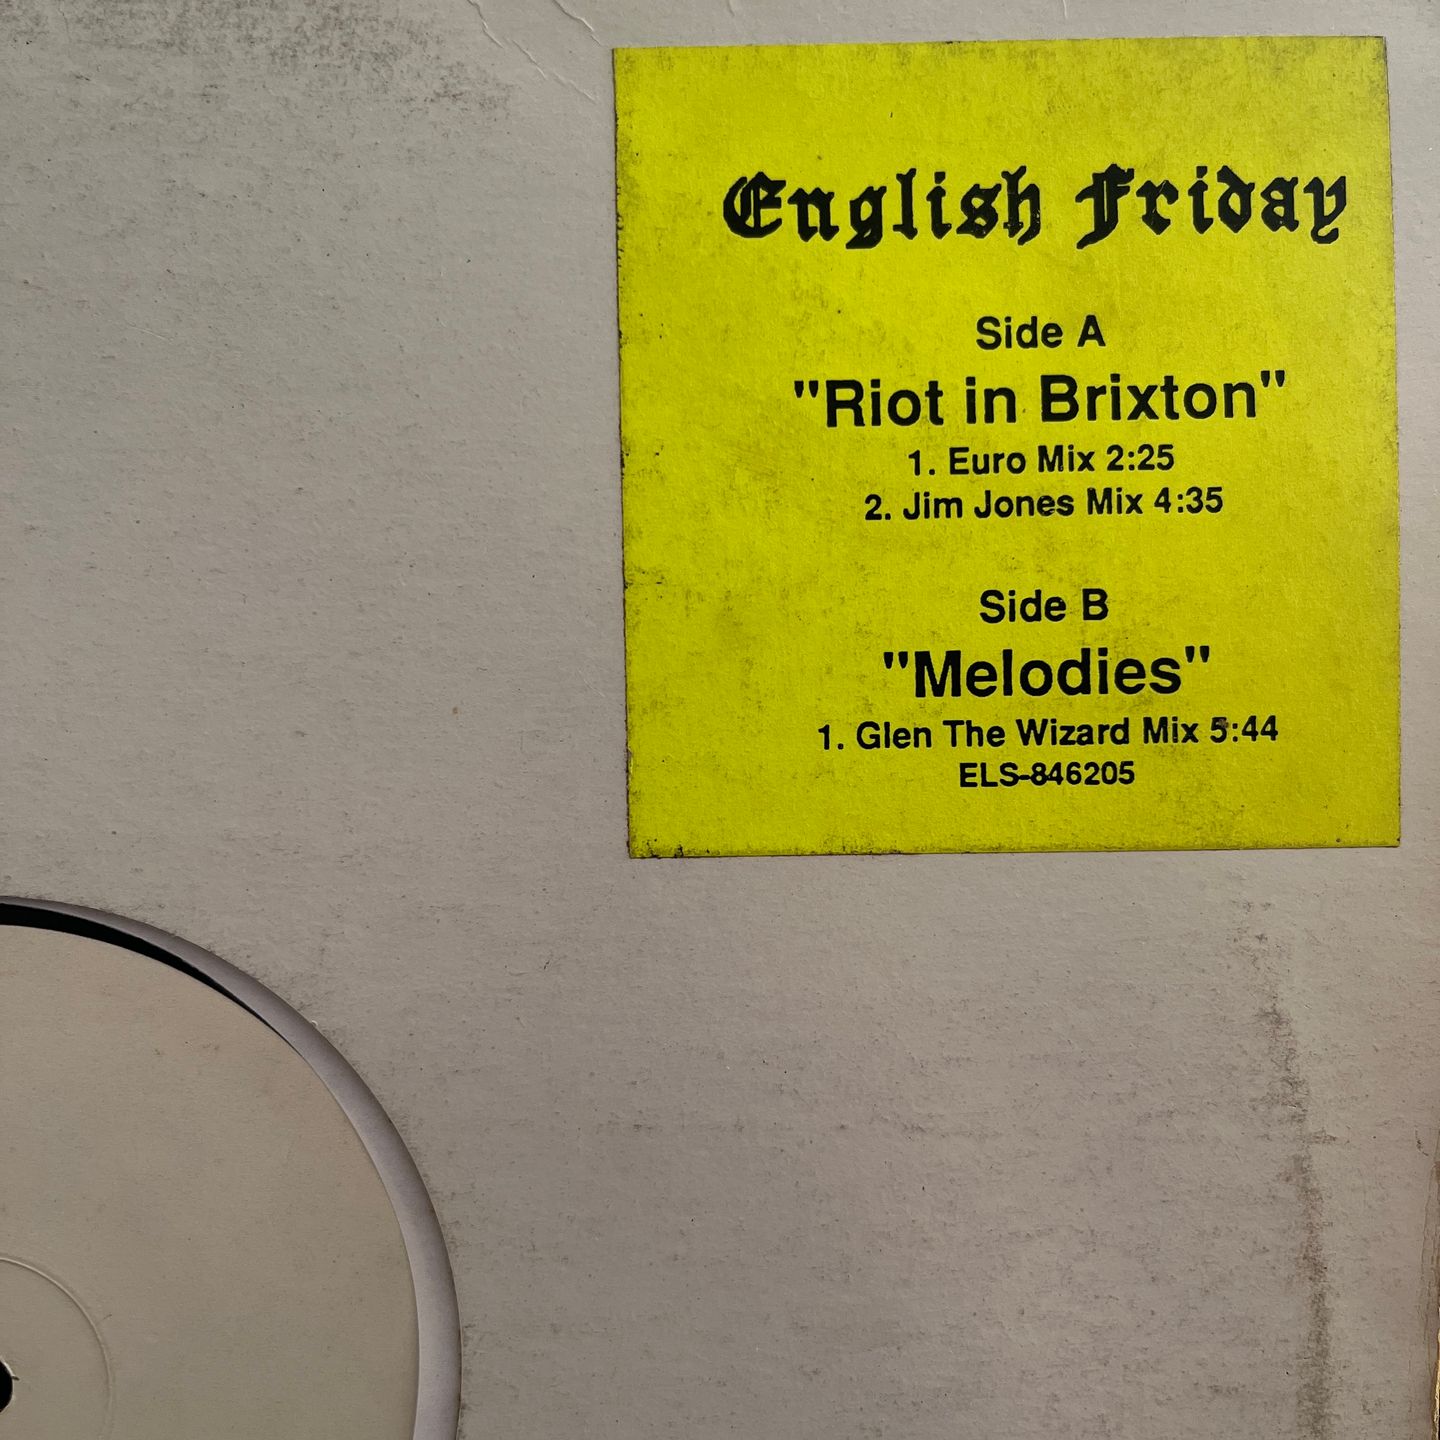 English Friday
Side A
"Riot in Brixton"
1. Euro Mix 2:25
2. Jim Jones Mix 4:35
Side B
"Melodies"
1. Glen The Wizard Mix 5:44
ELS-846205